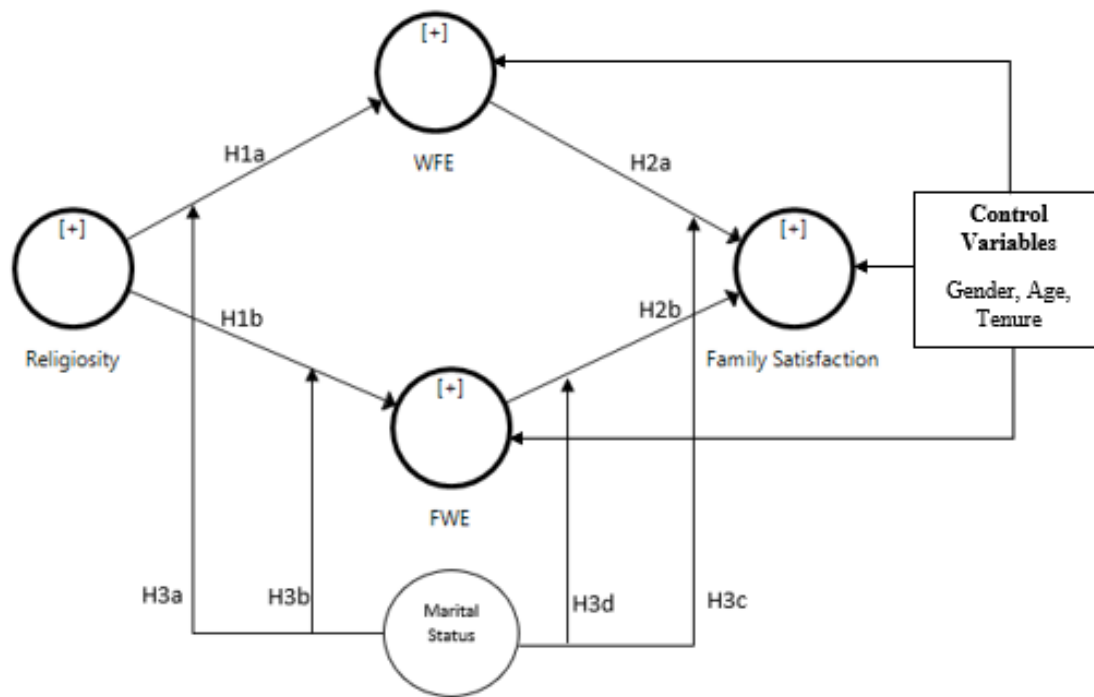 [+]
WFE
H1a
H2a
[+]
Religiosity
[+]
Family Satisfaction
Control
Variables
Gender, Age,
Tenure
H1b
H2b
[+]
FWE
H3a
H3b
Marital
Status
H3d
H3c